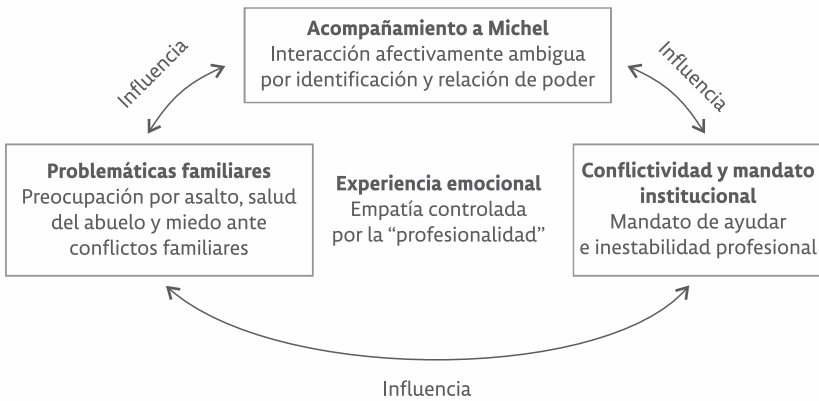 Acompañamiento a Michel
Interacción afectivamente ambigua
por identificación y relación de poder
Influencia
Influencia
Problemáticas familiares
Preocupación por asalto, salud
del abuelo y miedo ante
conflictos familiares
Experiencia emocional
Empatía controlada
por la “profesionalidad”
Conflictividad y mandato
institucional
Mandato de ayudar
e inestabilidad profesional
Influencia